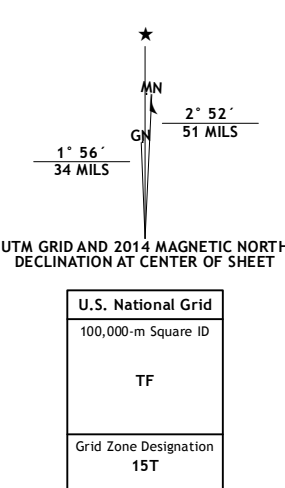 ★
MN
GN
2° 52´
51 MILS
1° 56´
34 MILS
UTM GRID AND 2014 MAGNETIC NORTH
DECLINATION AT CENTER OF SHEET
U.S. National Grid
100,000-m Square ID
TF
Grid Zone Designation
15T